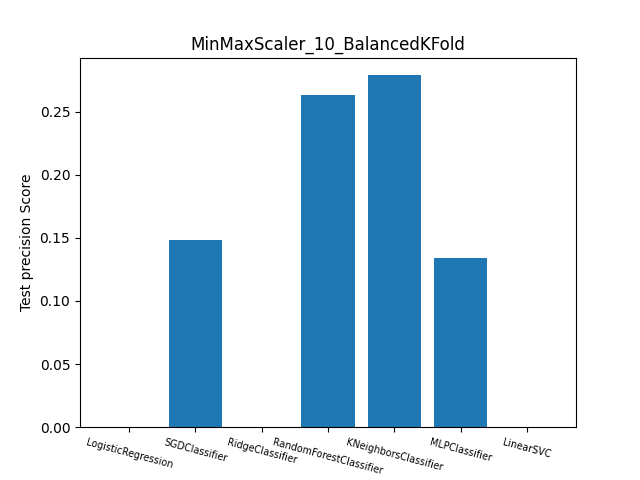 MinMaxScaler_10_BalancedKFold
Test precision Score
0.25
0.20
0.15
0.10
0.05
0.00
LogisticRegression
SGDClassifier
RidgeClassifier
RandomForestClassifier
KNeighborsClassifier
MLPClassifier
LinearSVC